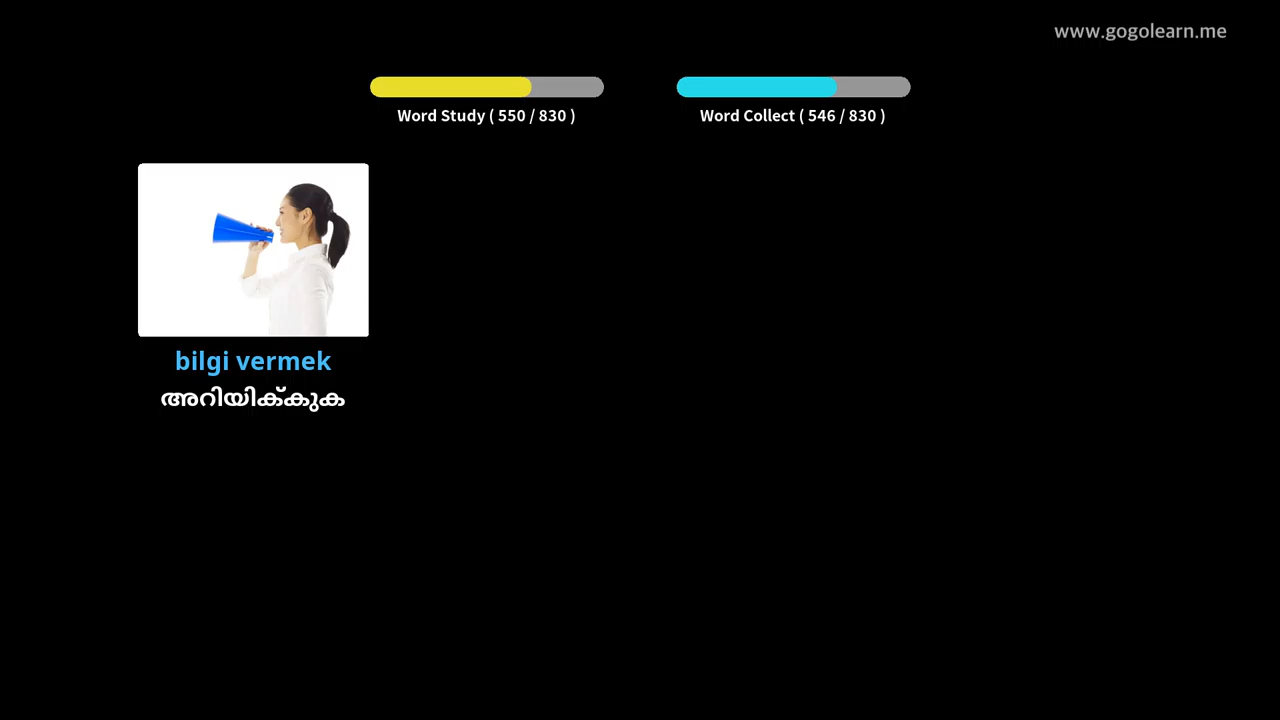 www.gogolearn.me
Word Study ( 550 / 830 )
Word Collect ( 546 / 830 )
bilgi vermek
അറിയിക്കുക